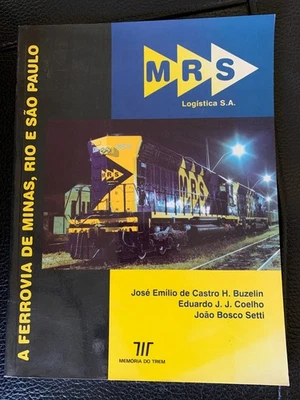 A FERROVIA DE MINAS, RIO E SÃO PAULO
MRS
Logística S.A.
MRS
José Emílio de Castro H. Buzelin
Eduardo J. J. Coelho
João Bosco Setti
MEMÓRIA DO TREM